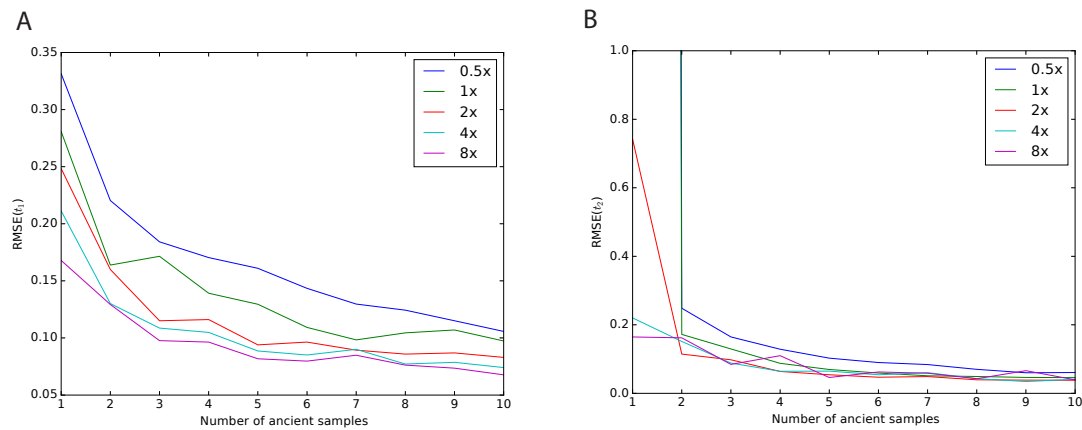 A
0.35
0.30
0.25
0.20
0.15
0.10
0.05
RMSE(t₁)
1 2 3 4 5 6 7 8 9 10
Number of ancient samples
0.5x
1x
2x
4x
8x
B
1.0
0.8
0.6
0.4
0.2
0.0
RMSE(t₂)
1 2 3 4 5 6 7 8 9 10
Number of ancient samples
0.5x
1x
2x
4x
8x